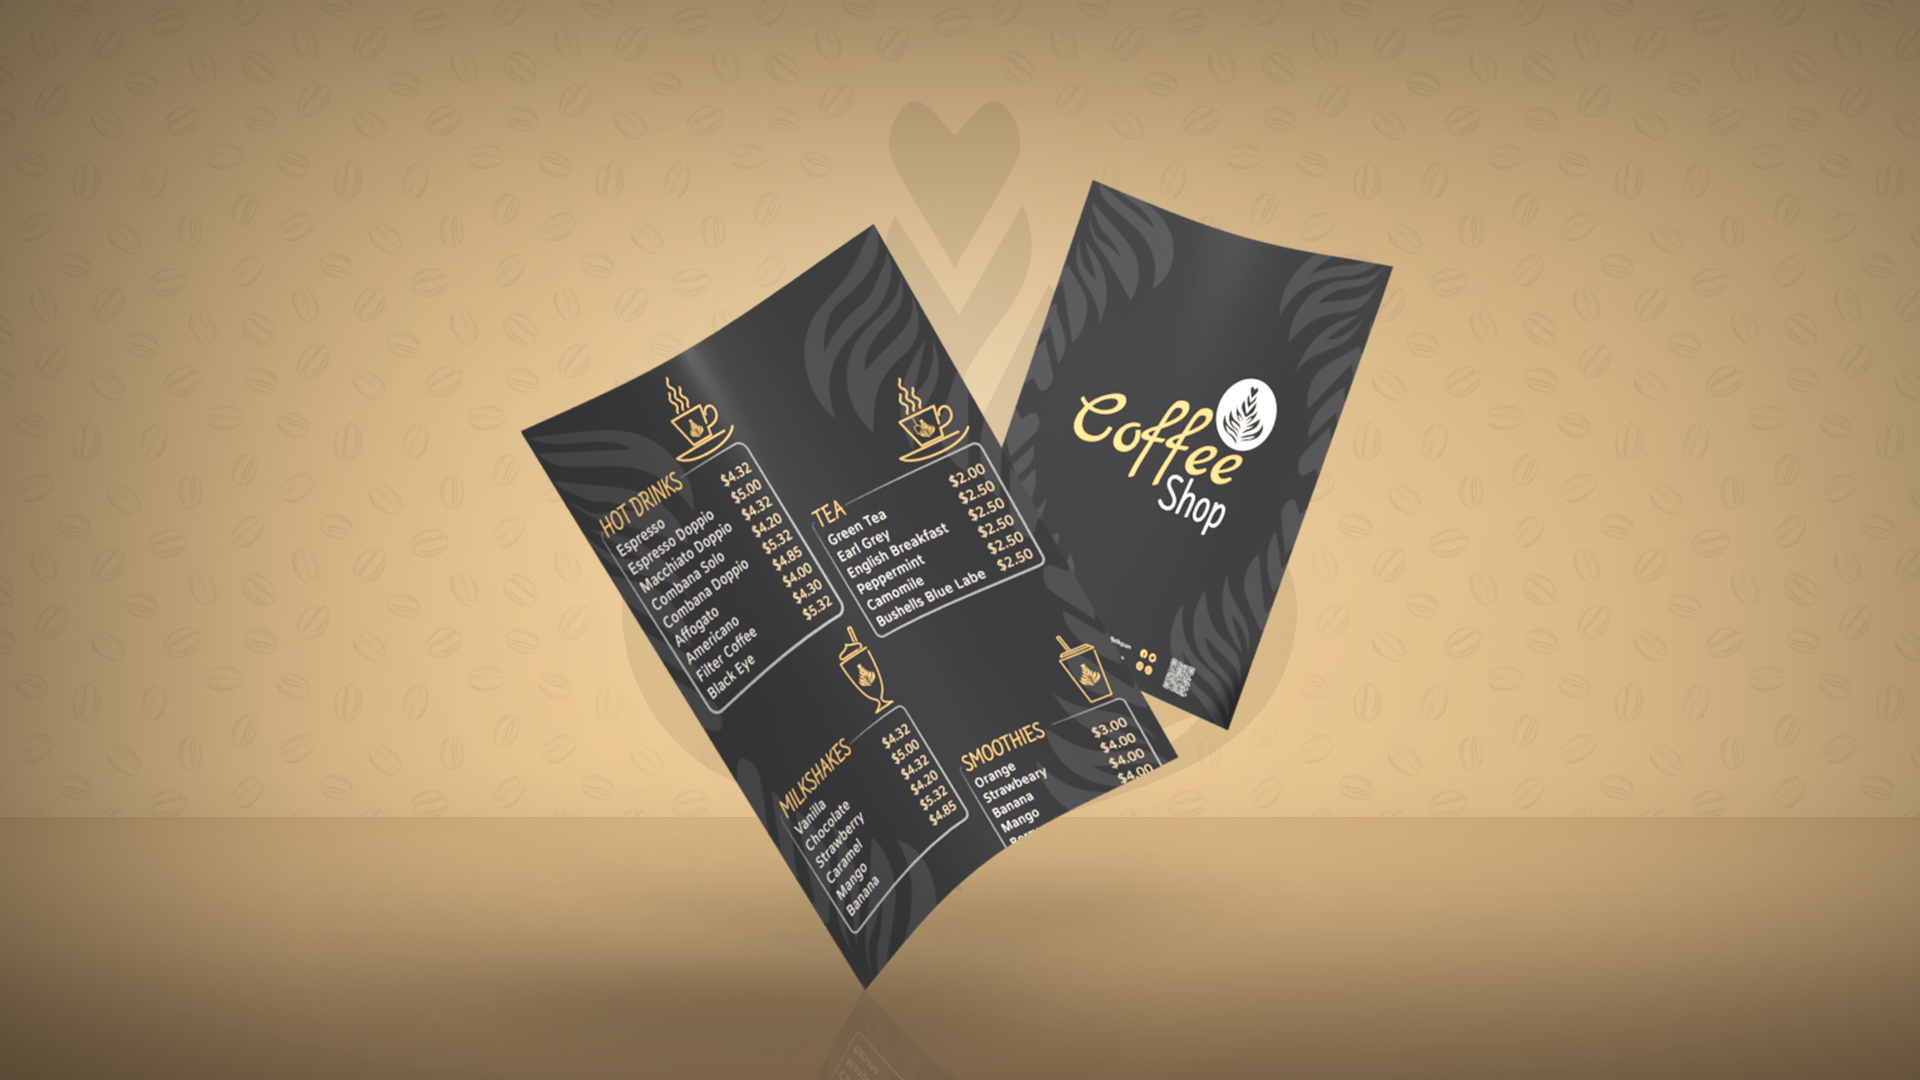 HOT DRINKS
Espresso $4.32
Espresso Doppio $5.00
Macchiato Doppio $4.32
Combana Solo $4.20
Combana Doppio $5.32
Affogato $4.85
Americano $4.00
Filter Coffee $4.30
Black Eye $5.32
TEA
Green Tea $2.00
Earl Grey $2.50
English Breakfast $2.50
Peppermint $2.50
Camomile $2.50
Bushells Blue Labe $2.50
MILKSHAKES
Vanilla $4.32
Chocolate $5.00
Strawberry $4.32
Caramel $4.20
Mango $5.32
Banana $4.85
SMOOTHIES
Orange $3.00
Strawbeary $4.00
Banana $4.00
Mango $4.00
Coffee
Shop